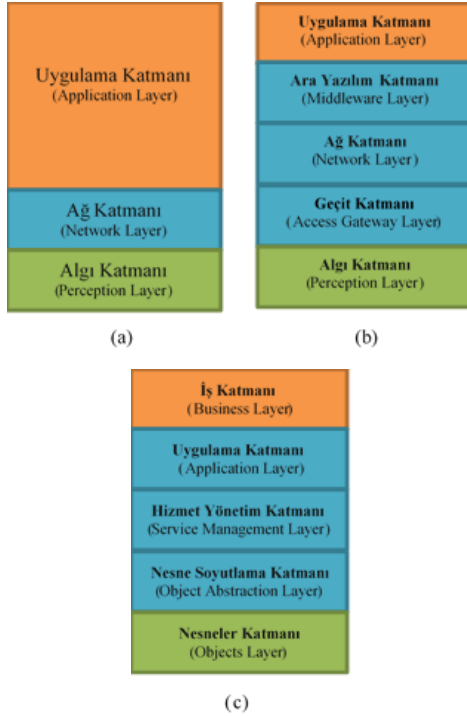 Uygulama Katmanı
(Application Layer)
Ağ Katmanı
(Network Layer)
Algı Katmanı
(Perception Layer)
(a)
Uygulama Katmanı
(Application Layer)
Ara Yazılım Katmanı
(Middleware Layer)
Ağ Katmanı
(Network Layer)
Geçit Katmanı
(Access Gateway Layer)
Algı Katmanı
(Perception Layer)
(b)
İş Katmanı
(Business Layer)
Uygulama Katmanı
(Application Layer)
Hizmet Yönetim Katmanı
(Service Management Layer)
Nesne Soyutlama Katmanı
(Object Abstraction Layer)
Nesneler Katmanı
(Objects Layer)
(c)